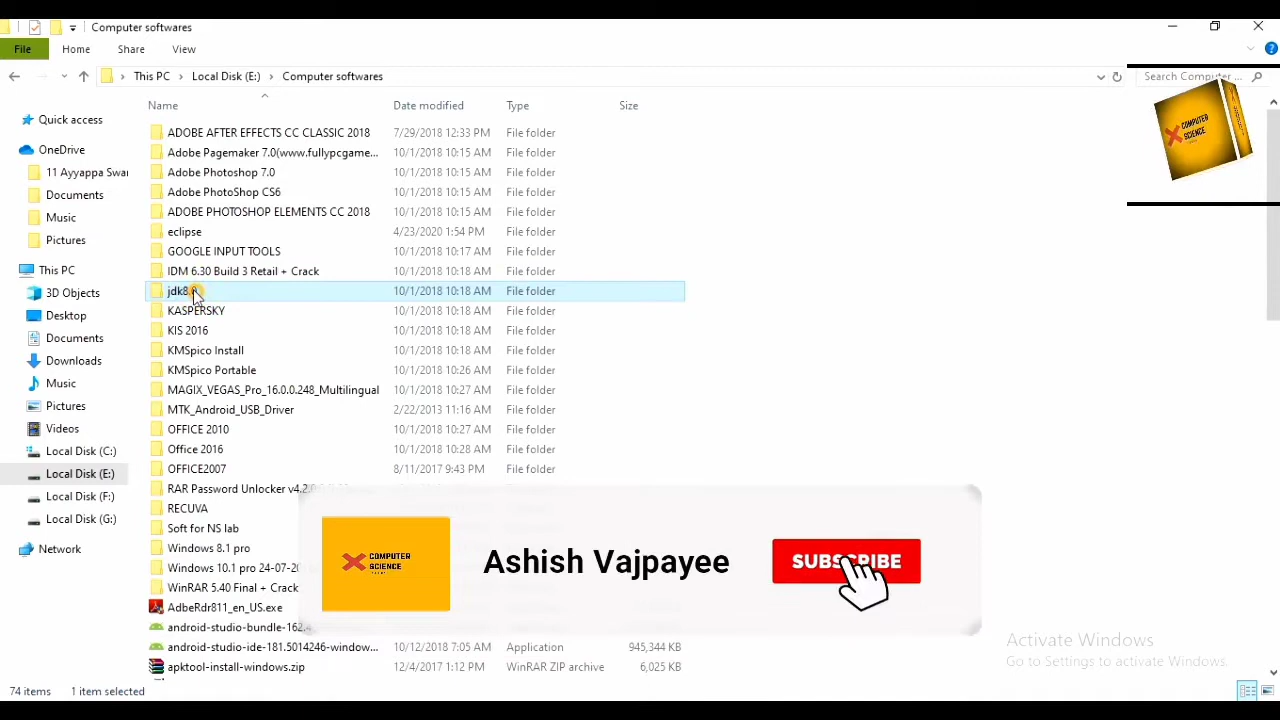 Computer softwares
File Home Share View
This PC Local Disk (E:) Computer softwares
Search Computer ...
Name Date modified Type Size
Quick access
OneDrive
11 Ayyappa Swar
Documents
Music
Pictures
This PC
3D Objects
Desktop
Documents
Downloads
Music
Pictures
Videos
Local Disk (C:)
Local Disk (E:)
Local Disk (F:)
Local Disk (G:)
Network
ADOBE AFTER EFFECTS CC CLASSIC 2018 7/29/2018 12:33 PM File folder
Adobe Pagemaker 7.0(www.fullypcgame... 10/1/2018 10:15 AM File folder
Adobe Photoshop 7.0 10/1/2018 10:15 AM File folder
Adobe PhotoShop CS6 10/1/2018 10:15 AM File folder
ADOBE PHOTOSHOP ELEMENTS CC 2018 10/1/2018 10:15 AM File folder
eclipse 4/23/2020 1:54 PM File folder
GOOGLE INPUT TOOLS 10/1/2018 10:17 AM File folder
IDM 6.30 Build 3 Retail + Crack 10/1/2018 10:18 AM File folder
10/1/2018 10:18 AM File folder
KASPERSKY 10/1/2018 10:18 AM File folder
KIS 2016 10/1/2018 10:18 AM File folder
KMSpico Install 10/1/2018 10:18 AM File folder
KMSpico Portable 10/1/2018 10:26 AM File folder
MAGIX_VEGAS_Pro_16.0.0.248_Multilingual 10/1/2018 10:27 AM File folder
MTK_Android_USB_Driver 2/22/2013 11:16 AM File folder
OFFICE 2010 10/1/2018 10:27 AM File folder
Office 2016 10/1/2018 10:28 AM File folder
OFFICE2007 8/11/2017 9:43 PM File folder
RAR Password Unlocker
RECUVA
Soft for NS lab
Windows 8.1 pro
Windows 10.1 pro 24-07-20
WinRAR 5.40 Final + Crack
AdbeRdr811_en_US.exe
android-studio-bundle-162.4
android-studio-ide-181.5014246-window... 10/12/2018 7:05 AM Application 945,344 KB
apktool-install-windows.zip 12/4/2017 1:12 PM WinRAR ZIP archive 6,025 KB
74 items 1 item selected
COMPUTER
SCIENCE
COMPUTER
SCIENCE
Ashish Vajpayee
SUBSCRIBE
Activate Windows
Go to Settings to activate Windows.